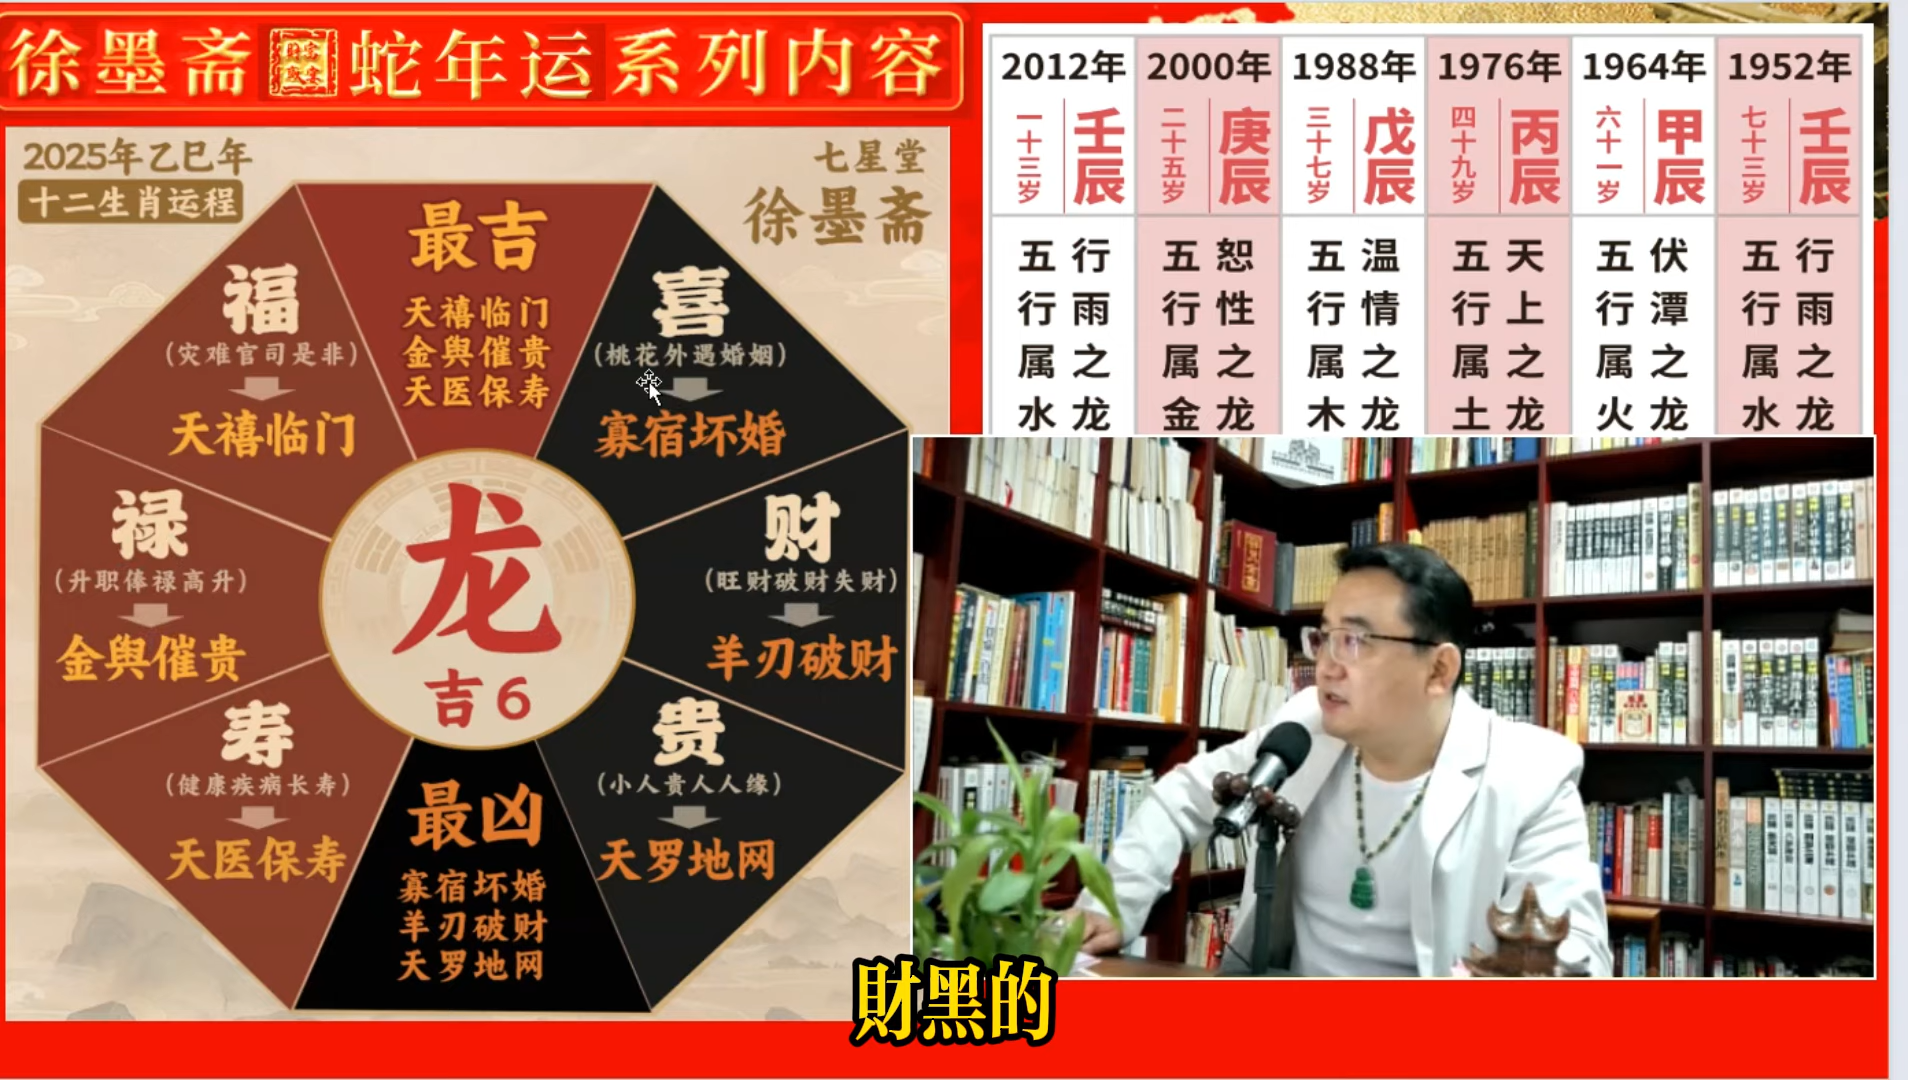 徐墨斋 蛇年运系列内容
2025年乙巳年
十二生肖运程
七星堂
徐墨斋
最吉
天禧临门
金舆催贵
天医保寿
福
(灾难官司是非)
天禧临门
喜
(桃花外遇婚姻)
寡宿坏婚
禄
(升职俸禄高升)
金舆催贵
财
(旺财破财失财)
羊刃破财
龙
吉6
寿
(健康疾病长寿)
天医保寿
贵
(小人贵人人缘)
天罗地网
最凶
寡宿坏婚
羊刃破财
天罗地网
2012年
一十三岁
壬辰
五行属水
行雨之龙
2000年
二十五岁
庚辰
五行属金
恕性之龙
1988年
三十七岁
戊辰
五行属木
温情之龙
1976年
四十九岁
丙辰
五行属土
天上之龙
1964年
六十一岁
甲辰
五行属火
伏潭之龙
1952年
七十三岁
壬辰
五行属水
行雨之龙
財黑的